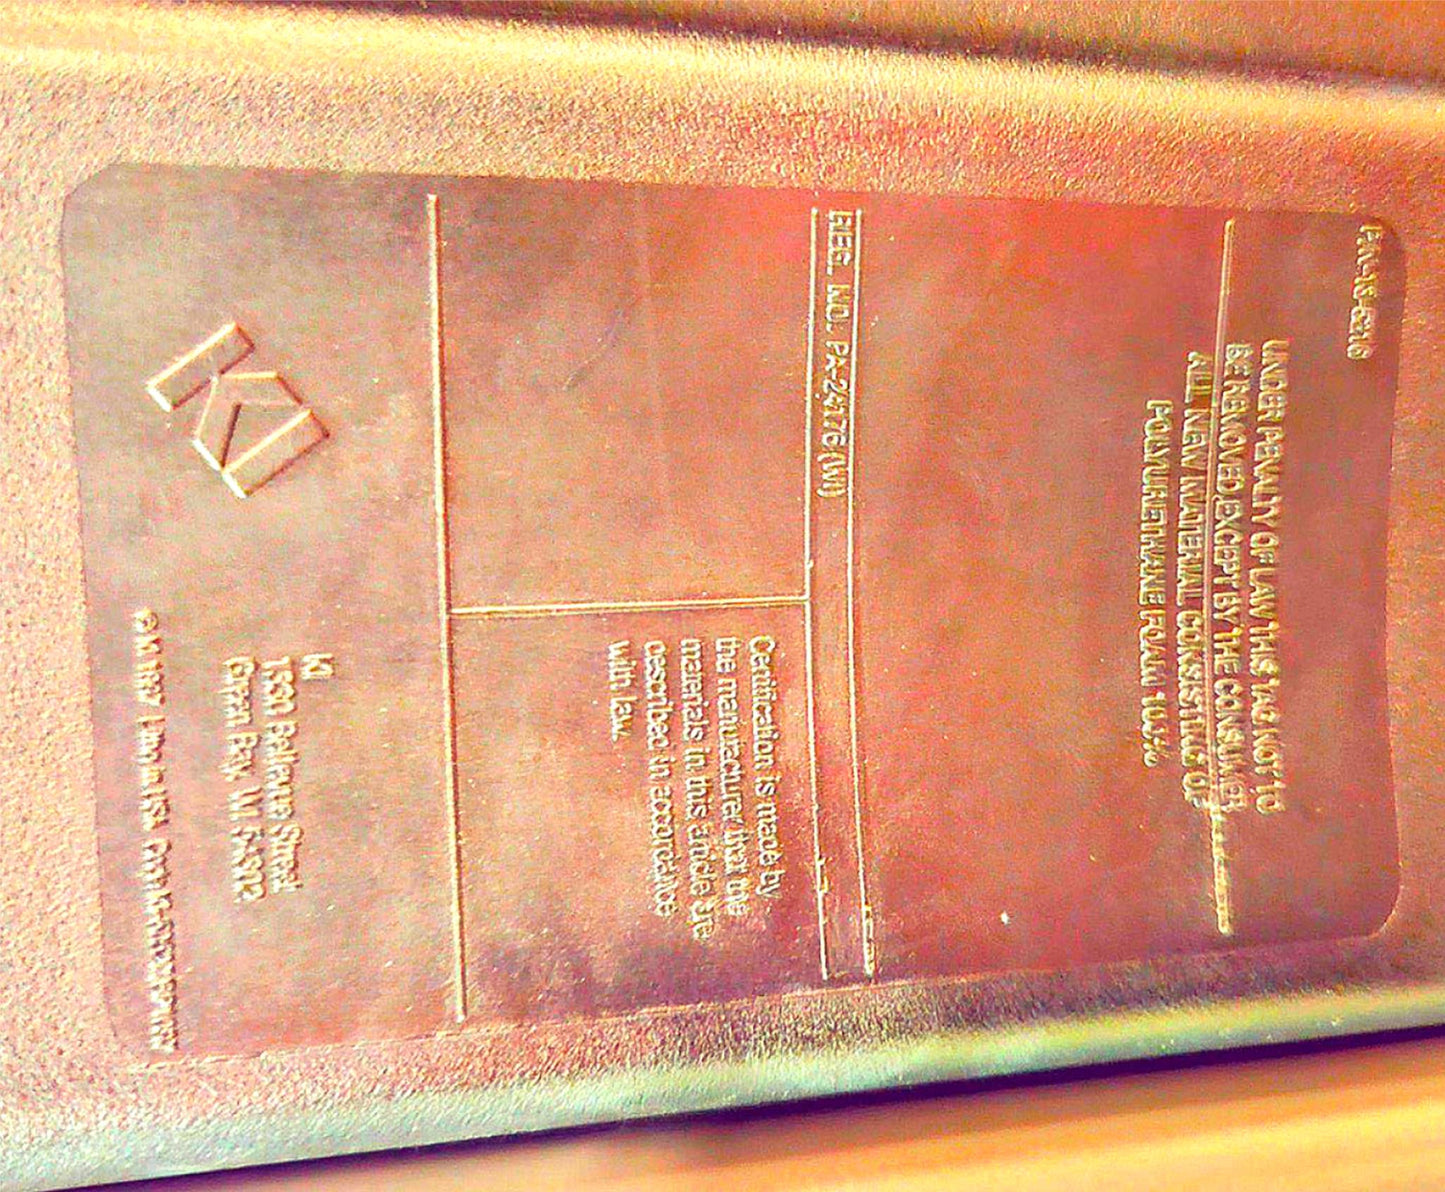 UNDER PENALTY OF LAW THIS TAG NOT TO
BE REMOVED EXCEPT BY THE CONSUMER
ALL NEW MATERIAL CONSISTING OF
POLYURETHANE FOAM 100%
REG. NO. PA-24176 (WI)
Certification is made by
the manufacturer that the
materials in this article are
described in accordance
with law.
KI
KI
1330 Bellevue Street
Green Bay, WI 54302